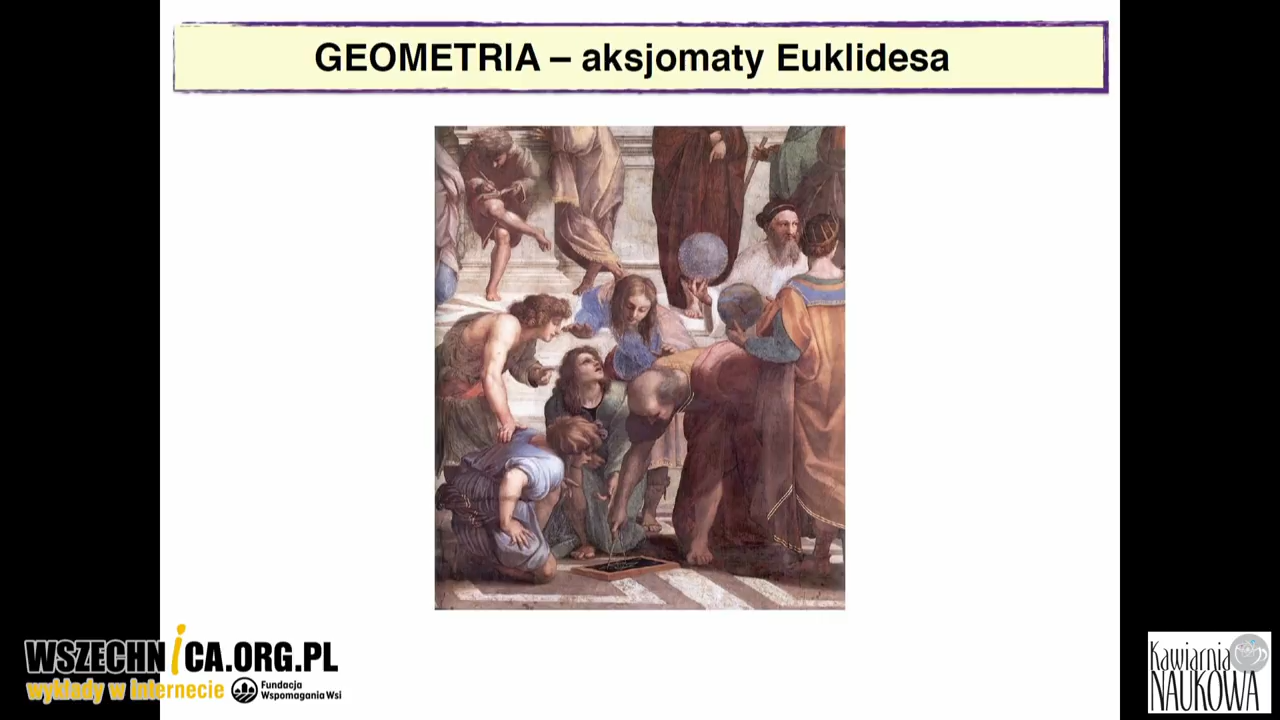 GEOMETRIA – aksjomaty Euklidesa
WSZECHNiCA.ORG.PL
wykłady w internecie
Fundacja
Wspomagania Wsi
Kawiarnia
NAUKOWA